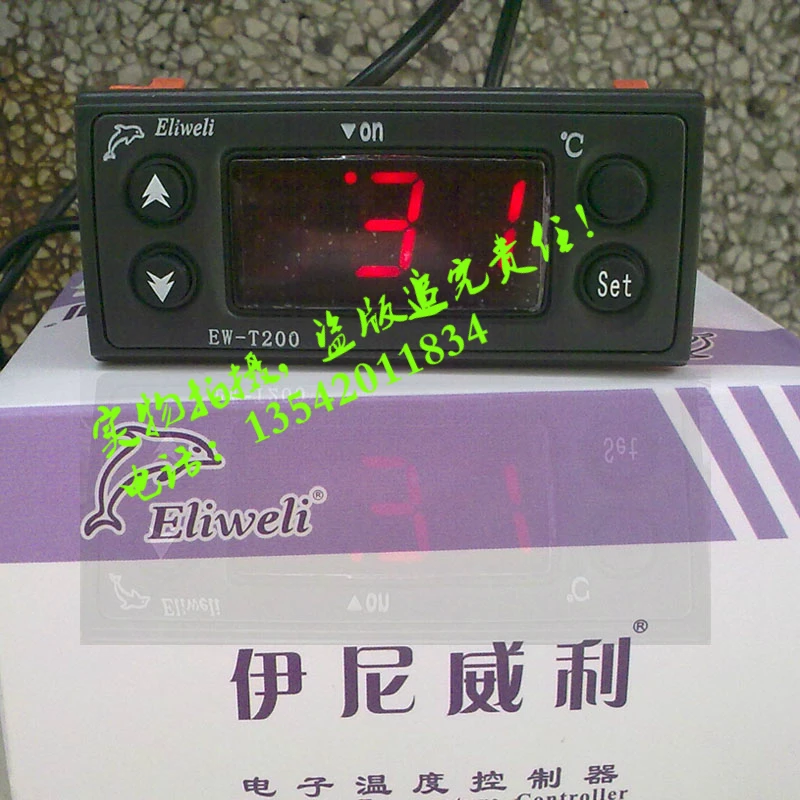 Eliweli
▼on
℃
31
Set
EW-T200
实物拍摄，盗版追究责任！
电话：13542011834
Eliweli®
伊尼威利®
电子温度控制器
Controller